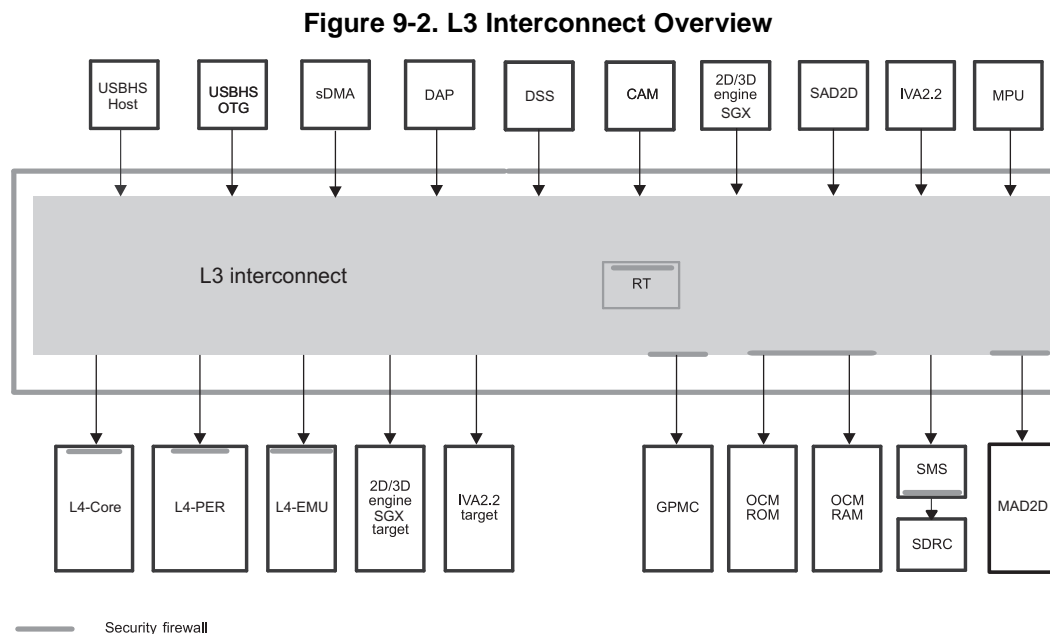 Figure 9-2. L3 Interconnect Overview
USBHS
Host
USBHS
OTG
sDMA
DAP
DSS
CAM
2D/3D
engine
SGX
SAD2D
IVA2.2
MPU
L3 interconnect
RT
L4-Core
L4-PER
L4-EMU
2D/3D
engine
SGX
target
IVA2.2
target
GPMC
OCM
ROM
OCM
RAM
SMS
SDRC
MAD2D
Security firewall